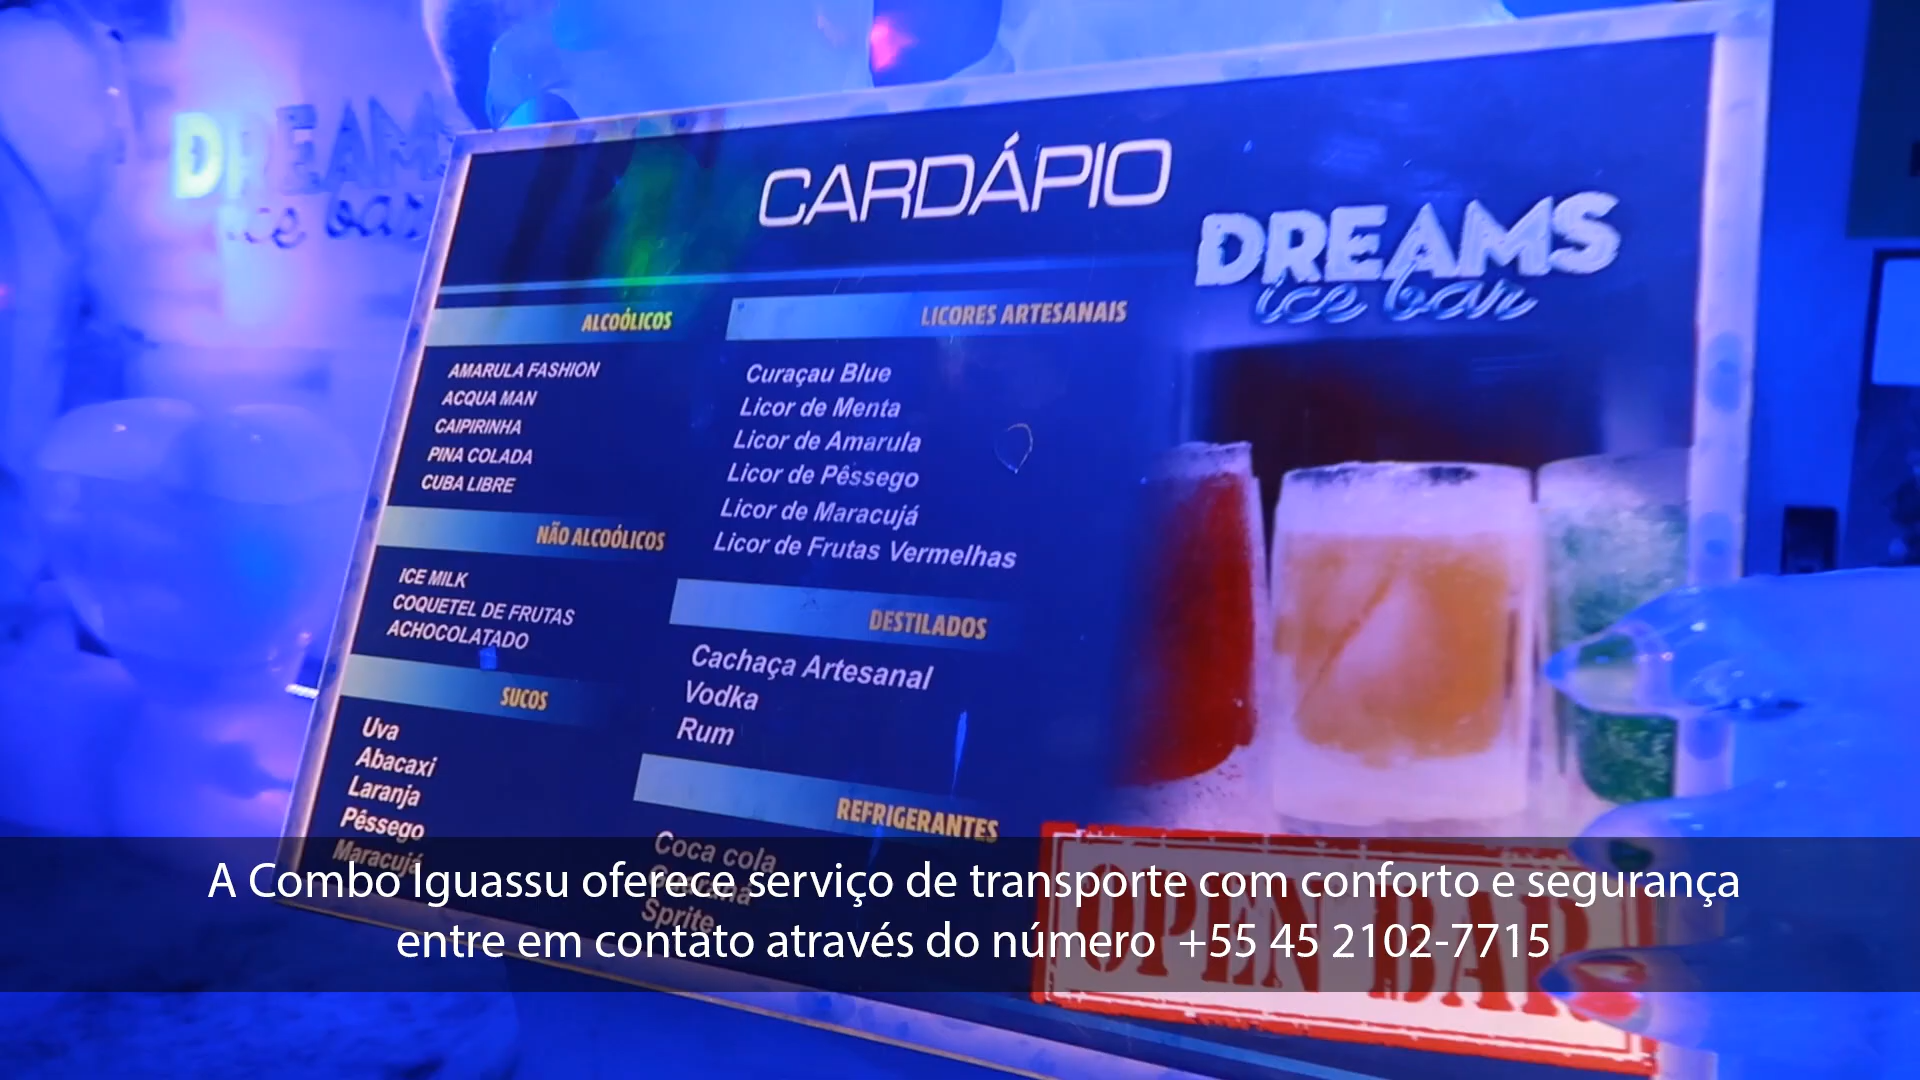 DREAMS
ice bar
CARDÁPIO
DREAMS
ice bar
ALCOÓLICOS
AMARULA FASHION
ACQUA MAN
CAIPIRINHA
PINA COLADA
CUBA LIBRE
NÃO ALCOÓLICOS
ICE MILK
COQUETEL DE FRUTAS
ACHOCOLATADO
SUCOS
Uva
Abacaxi
Laranja
Pêssego
Maracujá
LICORES ARTESANAIS
Curaçau Blue
Licor de Menta
Licor de Amarula
Licor de Pêssego
Licor de Maracujá
Licor de Frutas Vermelhas
DESTILADOS
Cachaça Artesanal
Vodka
Rum
REFRIGERANTES
Coca cola
Guaraná
Sprite
OPEN BAR
A Combo Iguassu oferece serviço de transporte com conforto e segurança
entre em contato através do número +55 45 2102-7715